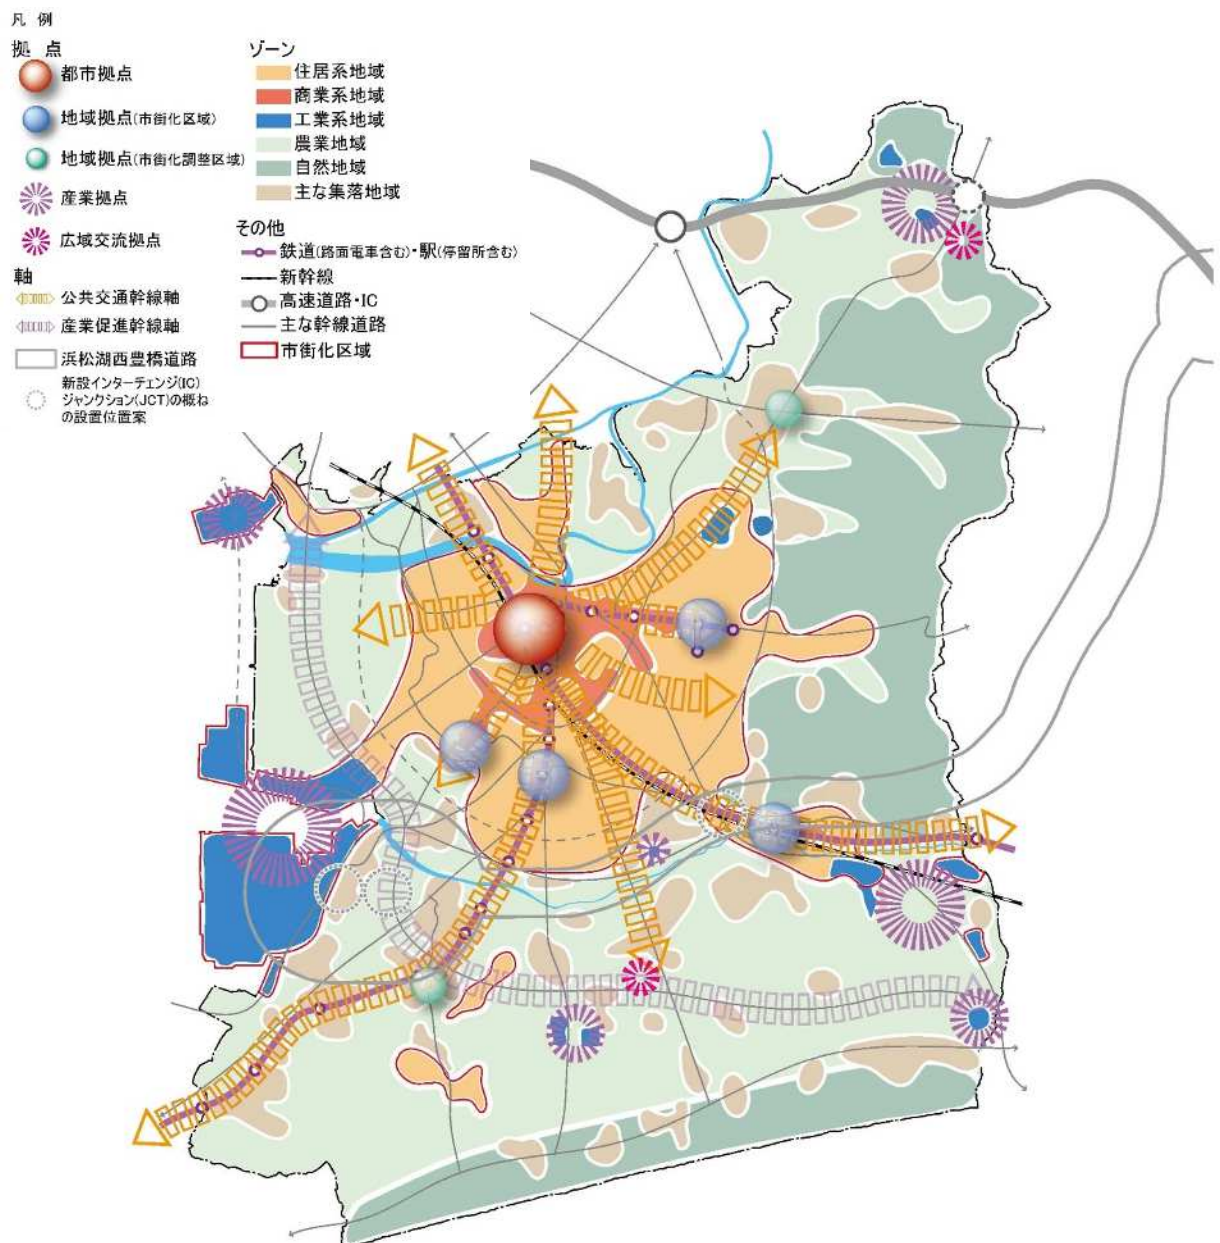 凡 例
拠 点
都市拠点
地域拠点(市街化区域)
地域拠点(市街化調整区域)
産業拠点
広域交流拠点
軸
公共交通幹線軸
産業促進幹線軸
浜松湖西豊橋道路
新設インターチェンジ(IC)
ジャンクション(JCT)の概ね
の設置位置案
ゾーン
住居系地域
商業系地域
工業系地域
農業地域
自然地域
主な集落地域
その他
鉄道(路面電車含む)・駅(停留所含む)
新幹線
高速道路・IC
主な幹線道路
市街化区域